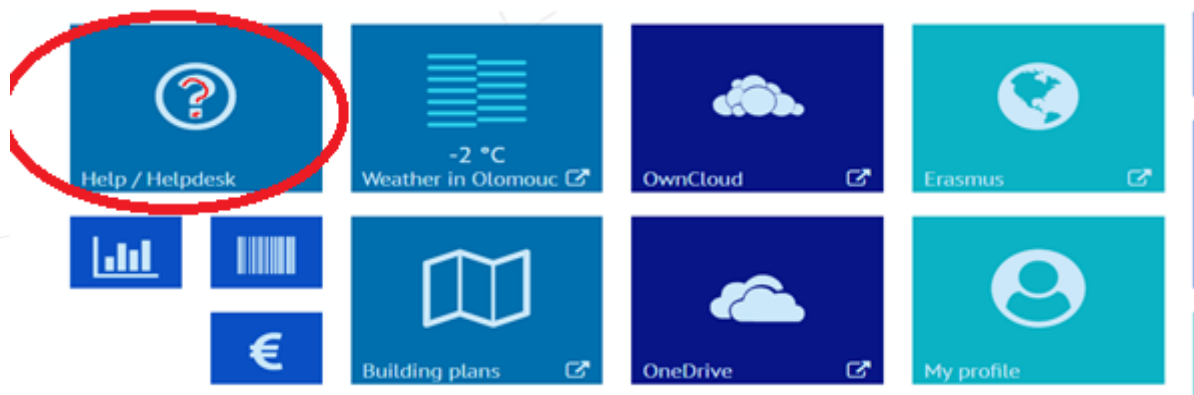 ?
-2 °C
Help / Helpdesk
Weather in Olomouc
OwnCloud
Erasmus
€
Building plans
OneDrive
My profile